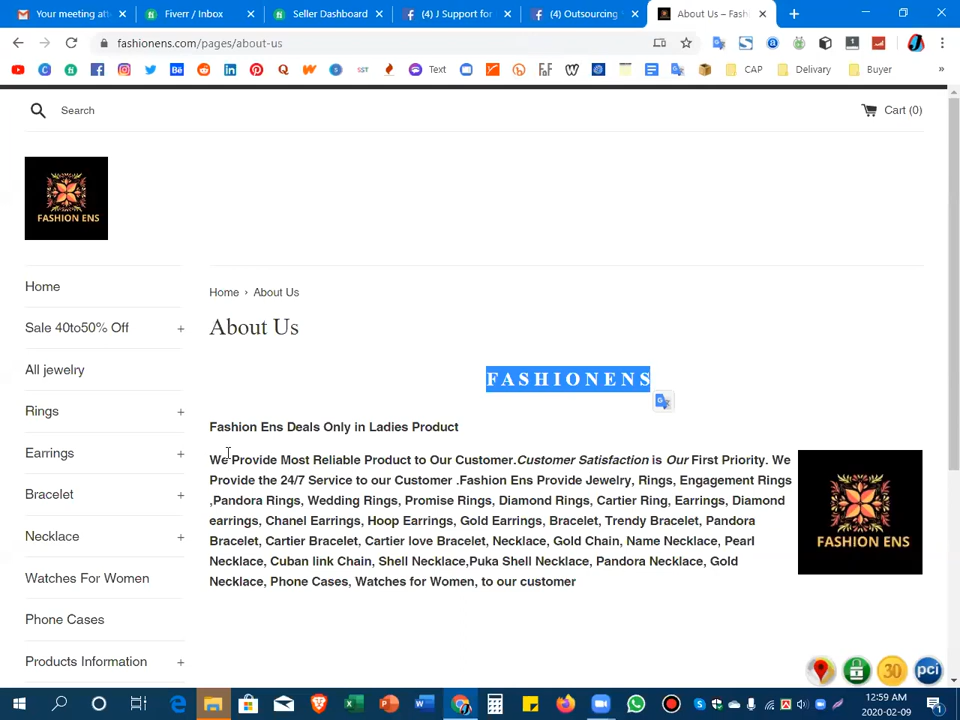 Your meeting att
Fiverr / Inbox
Seller Dashboard
(4) J Support for
(4) Outsourcing
About Us – Fash
fashionens.com/pages/about-us
Text
CAP
Delivary
Buyer
Search
Cart (0)
FASHION ENS
Home
Sale 40to50% Off
All jewelry
Rings
Earrings
Bracelet
Necklace
Watches For Women
Phone Cases
Products Information
Home › About Us
About Us
F A S H I O N E N S
Fashion Ens Deals Only in Ladies Product
We Provide Most Reliable Product to Our Customer.Customer Satisfaction is Our First Priority. We
Provide the 24/7 Service to our Customer .Fashion Ens Provide Jewelry, Rings, Engagement Rings
,Pandora Rings, Wedding Rings, Promise Rings, Diamond Rings, Cartier Ring, Earrings, Diamond
earrings, Chanel Earrings, Hoop Earrings, Gold Earrings, Bracelet, Trendy Bracelet, Pandora
Bracelet, Cartier Bracelet, Cartier love Bracelet, Necklace, Gold Chain, Name Necklace, Pearl
Necklace, Cuban link Chain, Shell Necklace,Puka Shell Necklace, Pandora Necklace, Gold
Necklace, Phone Cases, Watches for Women, to our customer
FASHION ENS
30
pci
12:59 AM
2020-02-09